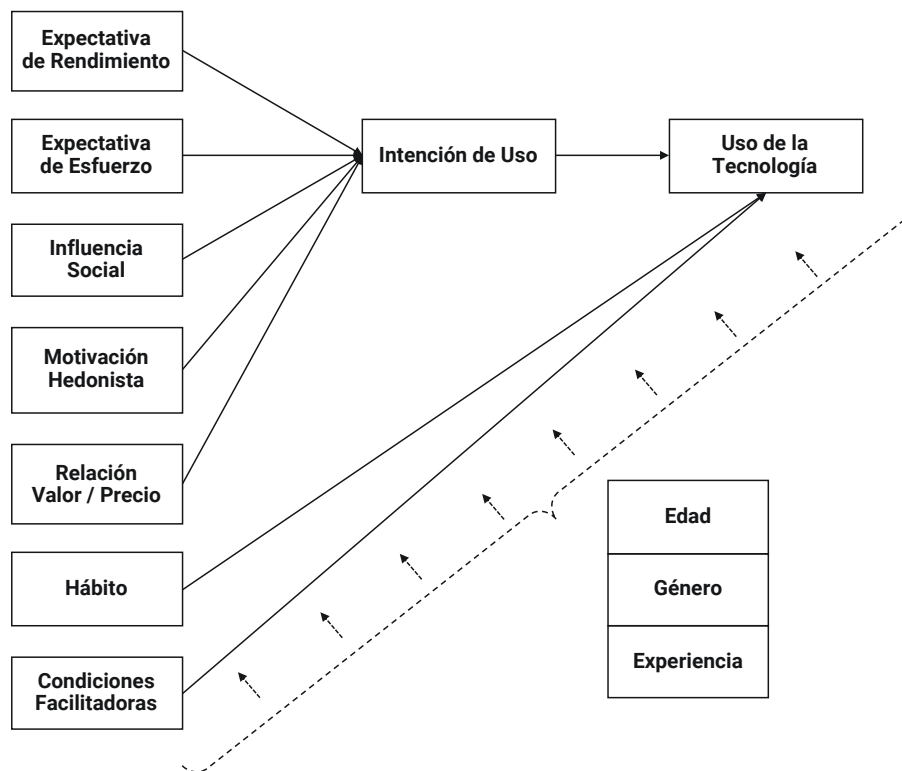 Expectativa
de Rendimiento
Expectativa
de Esfuerzo
Intención de Uso
Uso de la
Tecnología
Influencia
Social
Motivación
Hedonista
Relación
Valor / Precio
Hábito
Condiciones
Facilitadoras
Edad
Género
Experiencia